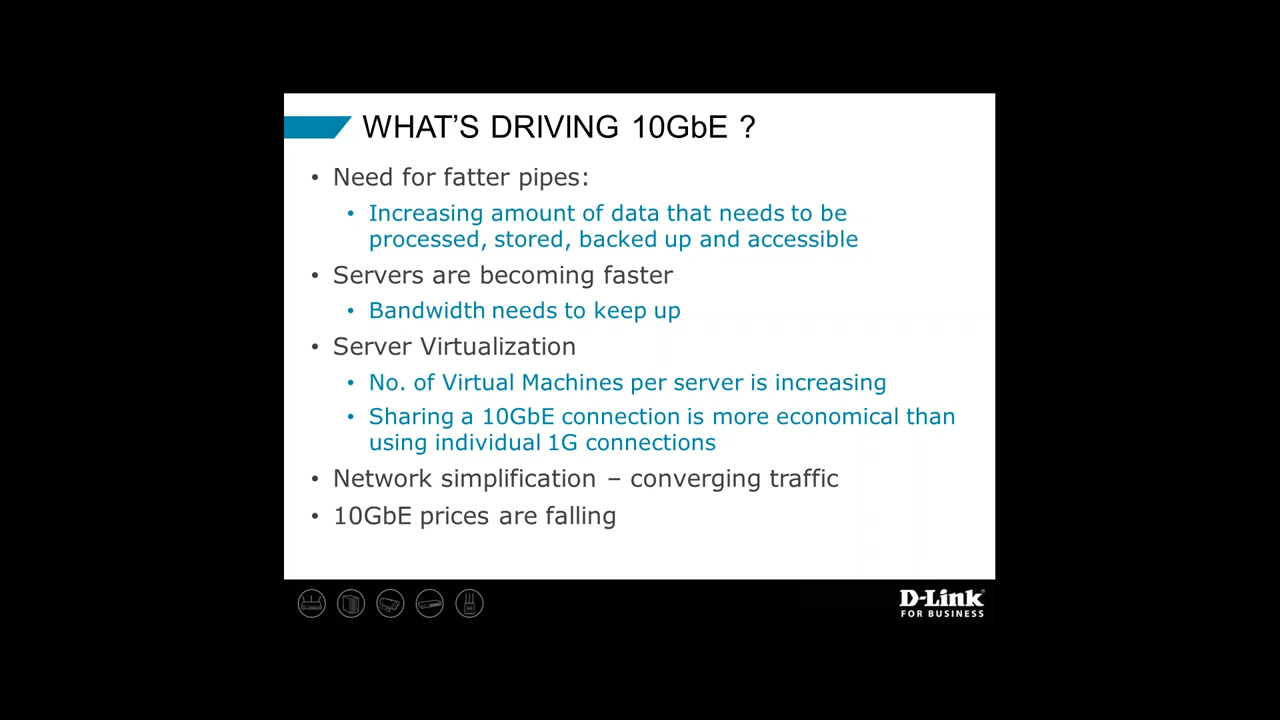 WHAT'S DRIVING 10GbE ?
• Need for fatter pipes:
• Increasing amount of data that needs to be
processed, stored, backed up and accessible
• Servers are becoming faster
• Bandwidth needs to keep up
• Server Virtualization
• No. of Virtual Machines per server is increasing
• Sharing a 10GbE connection is more economical than
using individual 1G connections
• Network simplification – converging traffic
• 10GbE prices are falling
D-Link
FOR BUSINESS